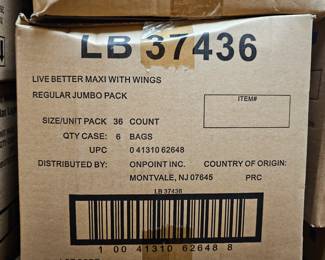 LB 37436
LIVE BETTER MAXI WITH WINGS
REGULAR JUMBO PACK
ITEM#
SIZE/UNIT PACK 36 COUNT
QTY CASE: 6 BAGS
UPC 0 41310 62648
DISTRIBUTED BY: ONPOINT INC. COUNTRY OF ORIGIN:
MONTVALE, NJ 07645 PRC
LB 37436
1 00 41310 62648 8